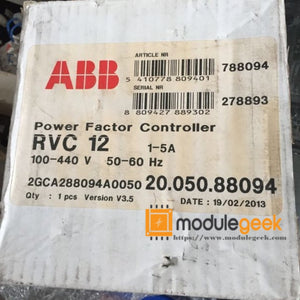 ABB
ARTICLE NR
5 410778 809401
788094
SERIAL NR
8 809427 889302
278893
Power Factor Controller
RVC 12
1-5A
100-440 V 50-60 Hz
2GCA288094A0050 20.050.88094
Qty : 1 pcs Version V3.5
DATE : 19/02/2013
modulegeek
https://www.modulegeek.com